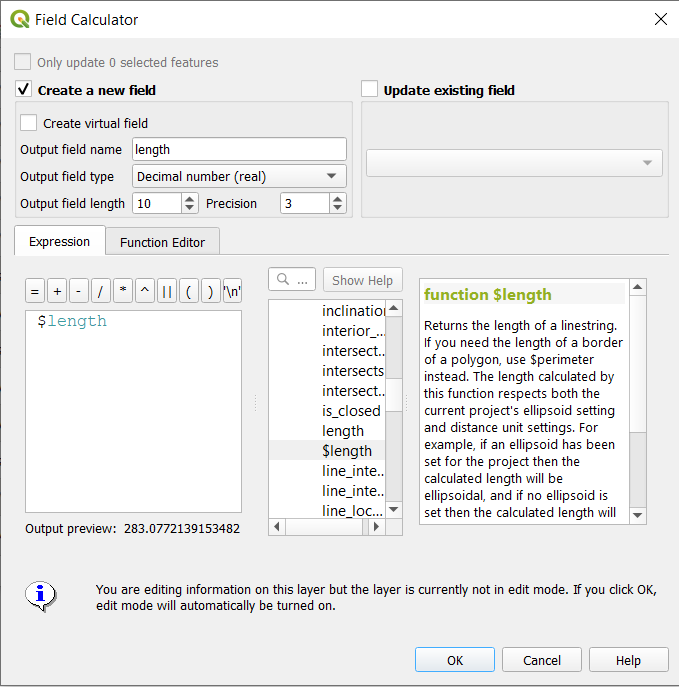 Field Calculator
Only update 0 selected features
Create a new field
Update existing field
Create virtual field
Output field name length
Output field type Decimal number (real)
Output field length 10 Precision 3
Expression Function Editor
= + - / * ^ || ( ) '\n'
$length
Output preview: 283.0772139153482
... Show Help
inclination
interior_...
intersect...
intersects
intersect...
is_closed
length
$length
line_inte...
line_inte...
line_loc...
function $length
Returns the length of a linestring.
If you need the length of a border
of a polygon, use $perimeter
instead. The length calculated by
this function respects both the
current project's ellipsoid setting
and distance unit settings. For
example, if an ellipsoid has been
set for the project then the
calculated length will be
ellipsoidal, and if no ellipsoid is
set then the calculated length will
You are editing information on this layer but the layer is currently not in edit mode. If you click OK,
edit mode will automatically be turned on.
OK Cancel Help